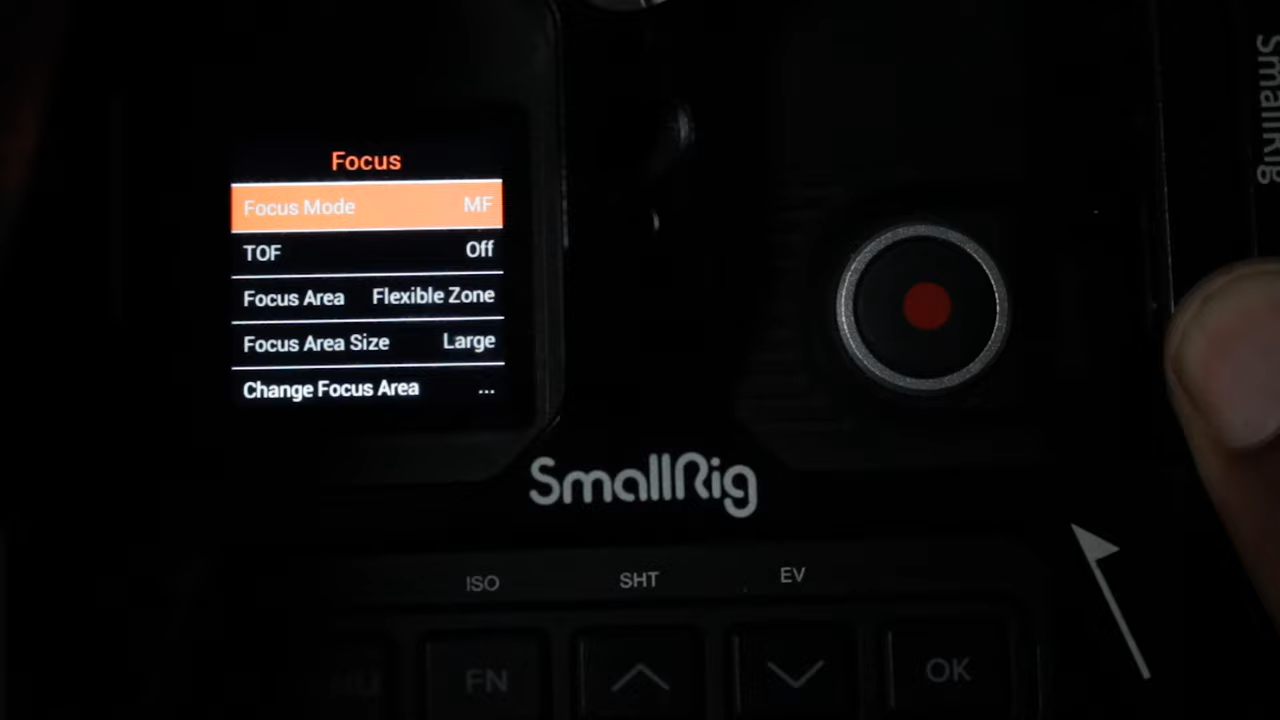 SmallRig
Focus
Focus Mode MF
TOF Off
Focus Area Flexible Zone
Focus Area Size Large
Change Focus Area ...
SmallRig
ISO SHT EV
FN OK